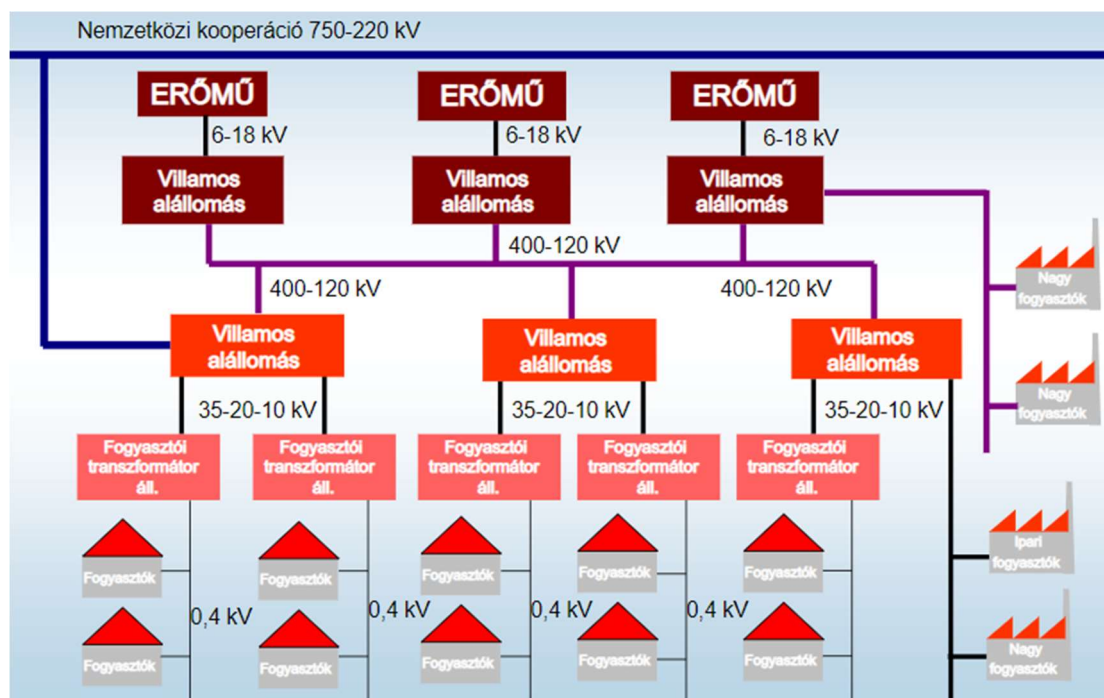 Nemzetközi kooperáció 750-220 kV
ERŐMŰ
ERŐMŰ
ERŐMŰ
6-18 kV
6-18 kV
6-18 kV
Villamos
alállomás
Villamos
alállomás
Villamos
alállomás
400-120 kV
400-120 kV
400-120 kV
Nagy
fogyasztók
Villamos
alállomás
Villamos
alállomás
Villamos
alállomás
Nagy
fogyasztók
35-20-10 kV
35-20-10 kV
35-20-10 kV
Fogyasztói
transzformátor
áll.
Fogyasztói
transzformátor
áll.
Fogyasztói
transzformátor
áll.
Fogyasztói
transzformátor
áll.
Fogyasztói
transzformátor
áll.
Ipari
fogyasztók
Fogyasztók
Fogyasztók
Fogyasztók
Fogyasztók
Fogyasztók
0,4 kV
0,4 kV
0,4 kV
0,4 kV
Fogyasztók
Fogyasztók
Fogyasztók
Fogyasztók
Fogyasztók
Nagy
fogyasztók